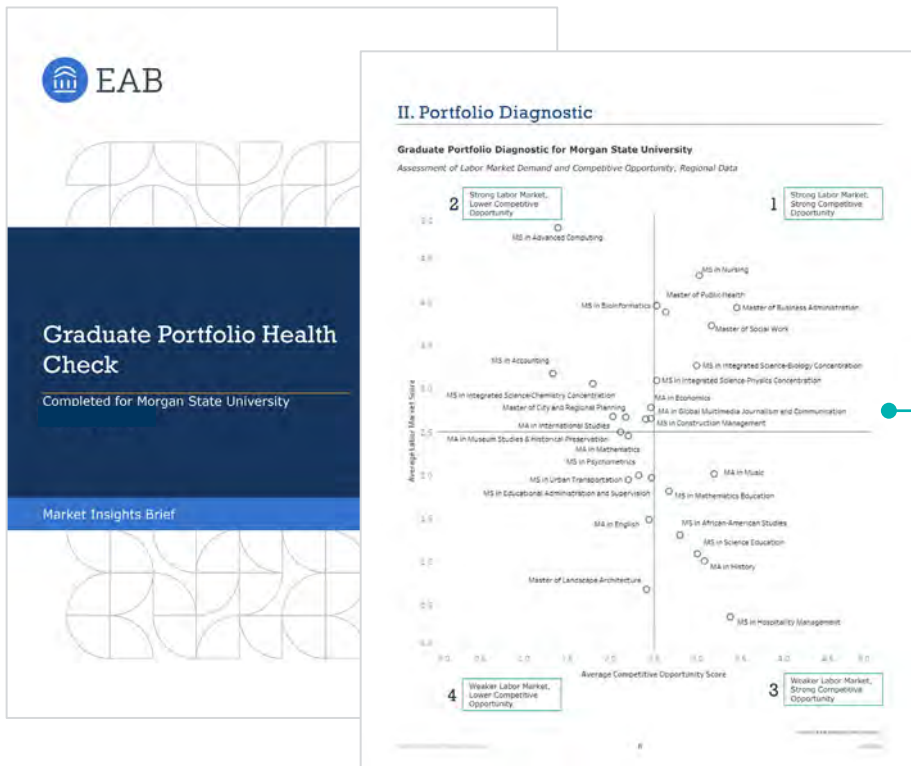 EAB
Graduate Portfolio Health
Check
Completed for Morgan State University
Market Insights Brief
II. Portfolio Diagnostic
Graduate Portfolio Diagnostic for Morgan State University
Assessment of Labor Market Demand and Competitive Opportunity, Regional Data
2
Strong Labor Market,
Lower Competitive
Opportunity
1
Strong Labor Market,
Strong Competitive
Opportunity
MS in Advanced Computing
MS in Nursing
Master of Public Health
MS in Bioinformatics
Master of Business Administration
Master of Social Work
MS in Accounting
MS in Integrated Science-Biology Concentration
MS in Integrated Science-Physics Concentration
MS in Integrated Science-Chemistry Concentration
MA in Economics
Master of City and Regional Planning
MA in Global Multimedia Journalism and Communication
MA in International Studies
MS in Construction Management
MA in Museum Studies & Historical Preservation
MA in Mathematics
MS in Psychometrics
MA in Music
MS in Urban Transportation
MS in Educational Administration and Supervision
MS in Mathematics Education
MA in English
MS in African-American Studies
MS in Science Education
MA in History
Master of Landscape Architecture
MS in Hospitality Management
Average Labor Market Score
Average Competitive Opportunity Score
4
Weaker Labor Market,
Lower Competitive
Opportunity
3
Weaker Labor Market,
Strong Competitive
Opportunity